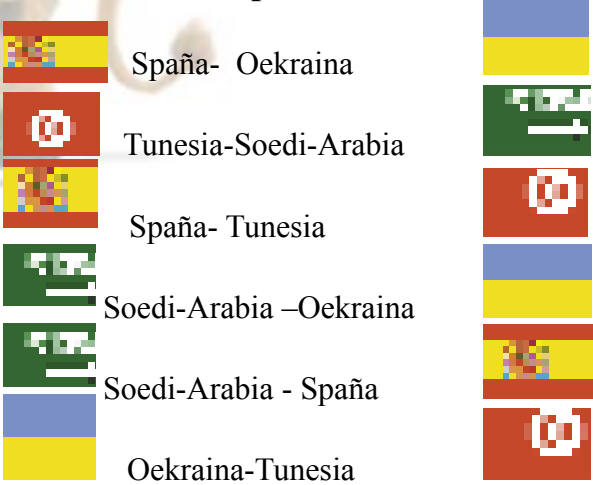 Spaña- Oekraina
Tunesia-Soedi-Arabia
Spaña- Tunesia
Soedi-Arabia –Oekraina
Soedi-Arabia - Spaña
Oekraina-Tunesia